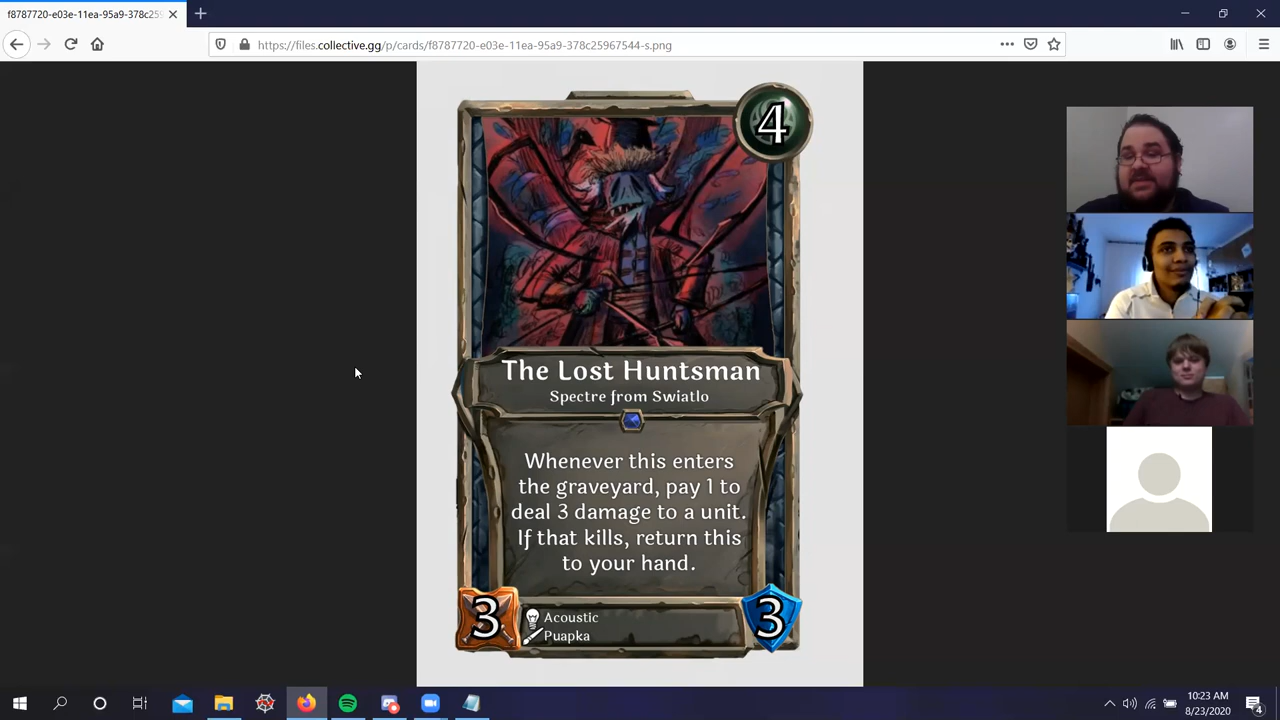 f8787720-e03e-11ea-95a9-378c259
https://files.collective.gg/p/cards/f8787720-e03e-11ea-95a9-378c25967544-s.png
4
The Lost Huntsman
Spectre from Swiatlo
Whenever this enters
the graveyard, pay 1 to
deal 3 damage to a unit.
If that kills, return this
to your hand.
3
Acoustic
Puapka
3
10:23 AM
8/23/2020
4